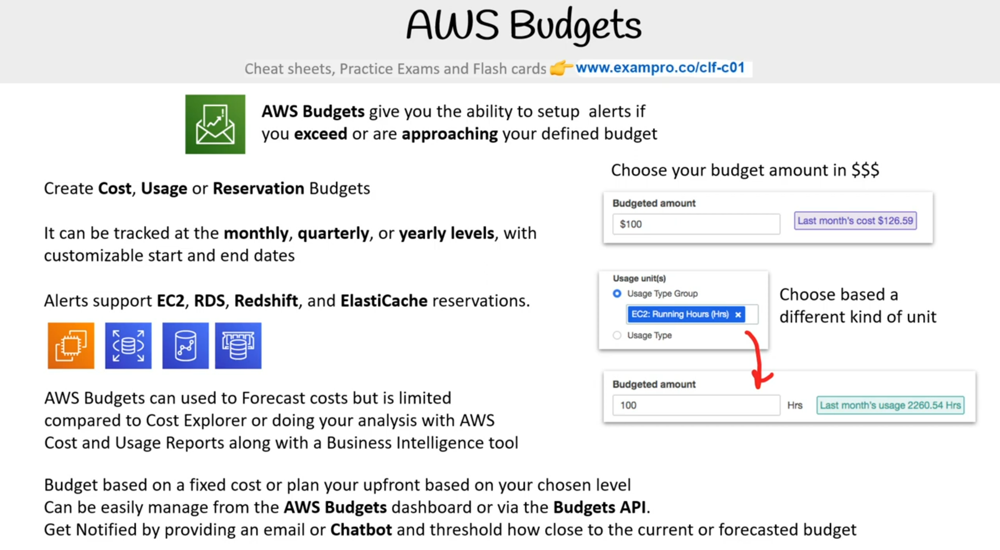 AWS Budgets
Cheat sheets, Practice Exams and Flash cards 👉 www.exampro.co/clf-c01
AWS Budgets give you the ability to setup alerts if
you exceed or are approaching your defined budget
Create Cost, Usage or Reservation Budgets
It can be tracked at the monthly, quarterly, or yearly levels, with
customizable start and end dates
Alerts support EC2, RDS, Redshift, and ElastiCache reservations.
AWS Budgets can used to Forecast costs but is limited
compared to Cost Explorer or doing your analysis with AWS
Cost and Usage Reports along with a Business Intelligence tool
Budget based on a fixed cost or plan your upfront based on your chosen level
Can be easily manage from the AWS Budgets dashboard or via the Budgets API.
Get Notified by providing an email or Chatbot and threshold how close to the current or forecasted budget
Choose your budget amount in $$$
Budgeted amount
$100
Last month's cost $126.59
Usage unit(s)
Usage Type Group
EC2: Running Hours (Hrs) ×
Usage Type
Choose based a
different kind of unit
Budgeted amount
100 Hrs
Last month's usage 2260.54 Hrs